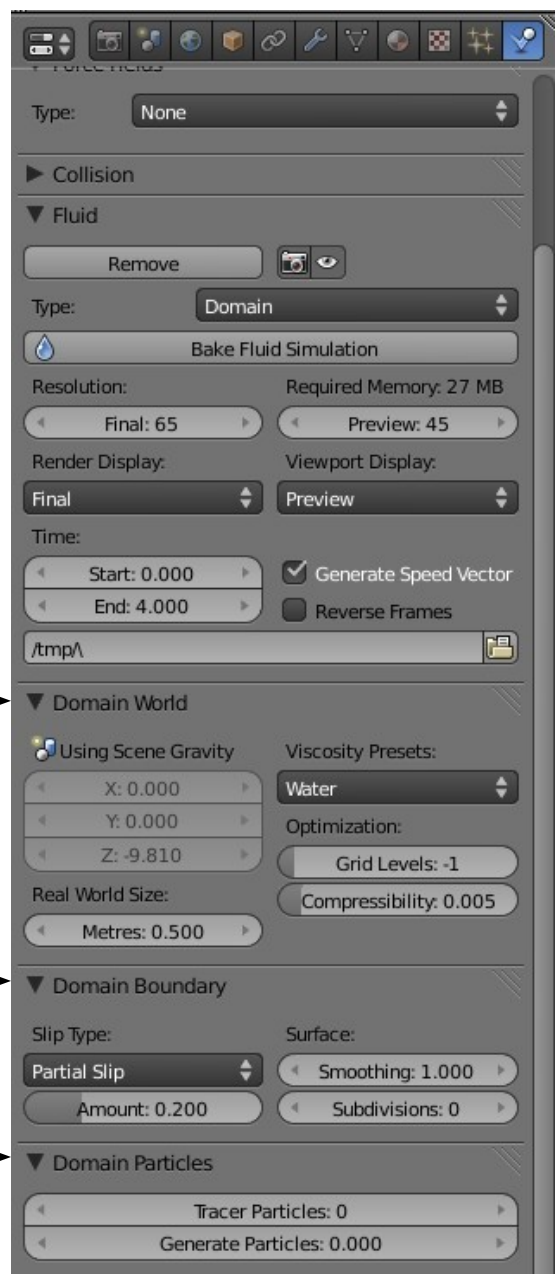 Force Fields
Type: None
Collision
Fluid
Remove
Type: Domain
Bake Fluid Simulation
Resolution: Required Memory: 27 MB
Final: 65 Preview: 45
Render Display: Viewport Display:
Final Preview
Time:
Start: 0.000 Generate Speed Vector
End: 4.000 Reverse Frames
/tmp/\
Domain World
Using Scene Gravity Viscosity Presets:
X: 0.000 Water
Y: 0.000 Optimization:
Z: -9.810 Grid Levels: -1
Real World Size: Compressibility: 0.005
Metres: 0.500
Domain Boundary
Slip Type: Surface:
Partial Slip Smoothing: 1.000
Amount: 0.200 Subdivisions: 0
Domain Particles
Tracer Particles: 0
Generate Particles: 0.000